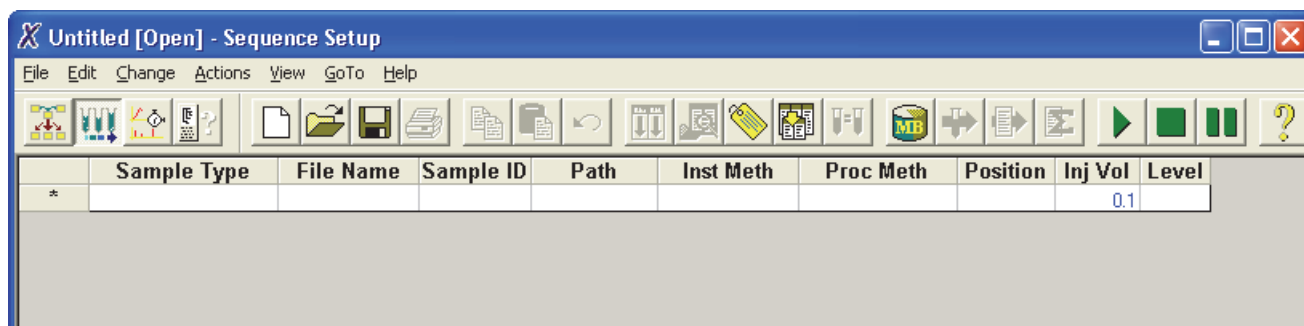 Untitled [Open] - Sequence Setup
File Edit Change Actions View GoTo Help
MB
Sample Type File Name Sample ID Path Inst Meth Proc Meth Position Inj Vol Level
* 0.1